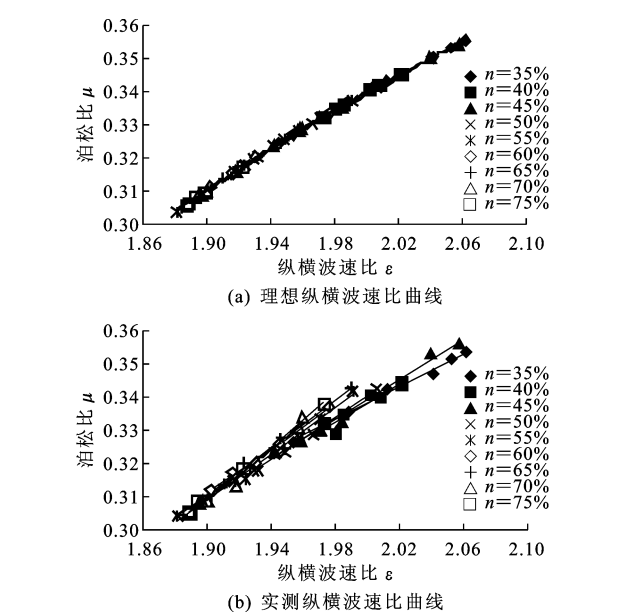 0.36
0.35
0.34
0.33
0.32
0.31
0.30
泊松比 μ
n=35%
n=40%
n=45%
n=50%
n=55%
n=60%
n=65%
n=70%
n=75%
1.86 1.90 1.94 1.98 2.02 2.06 2.10
纵横波速比 ε
(a) 理想纵横波速比曲线
0.36
0.35
0.34
0.33
0.32
0.31
0.30
泊松比 μ
n=35%
n=40%
n=45%
n=50%
n=55%
n=60%
n=65%
n=70%
n=75%
1.86 1.90 1.94 1.98 2.02 2.06 2.10
纵横波速比 ε
(b) 实测纵横波速比曲线